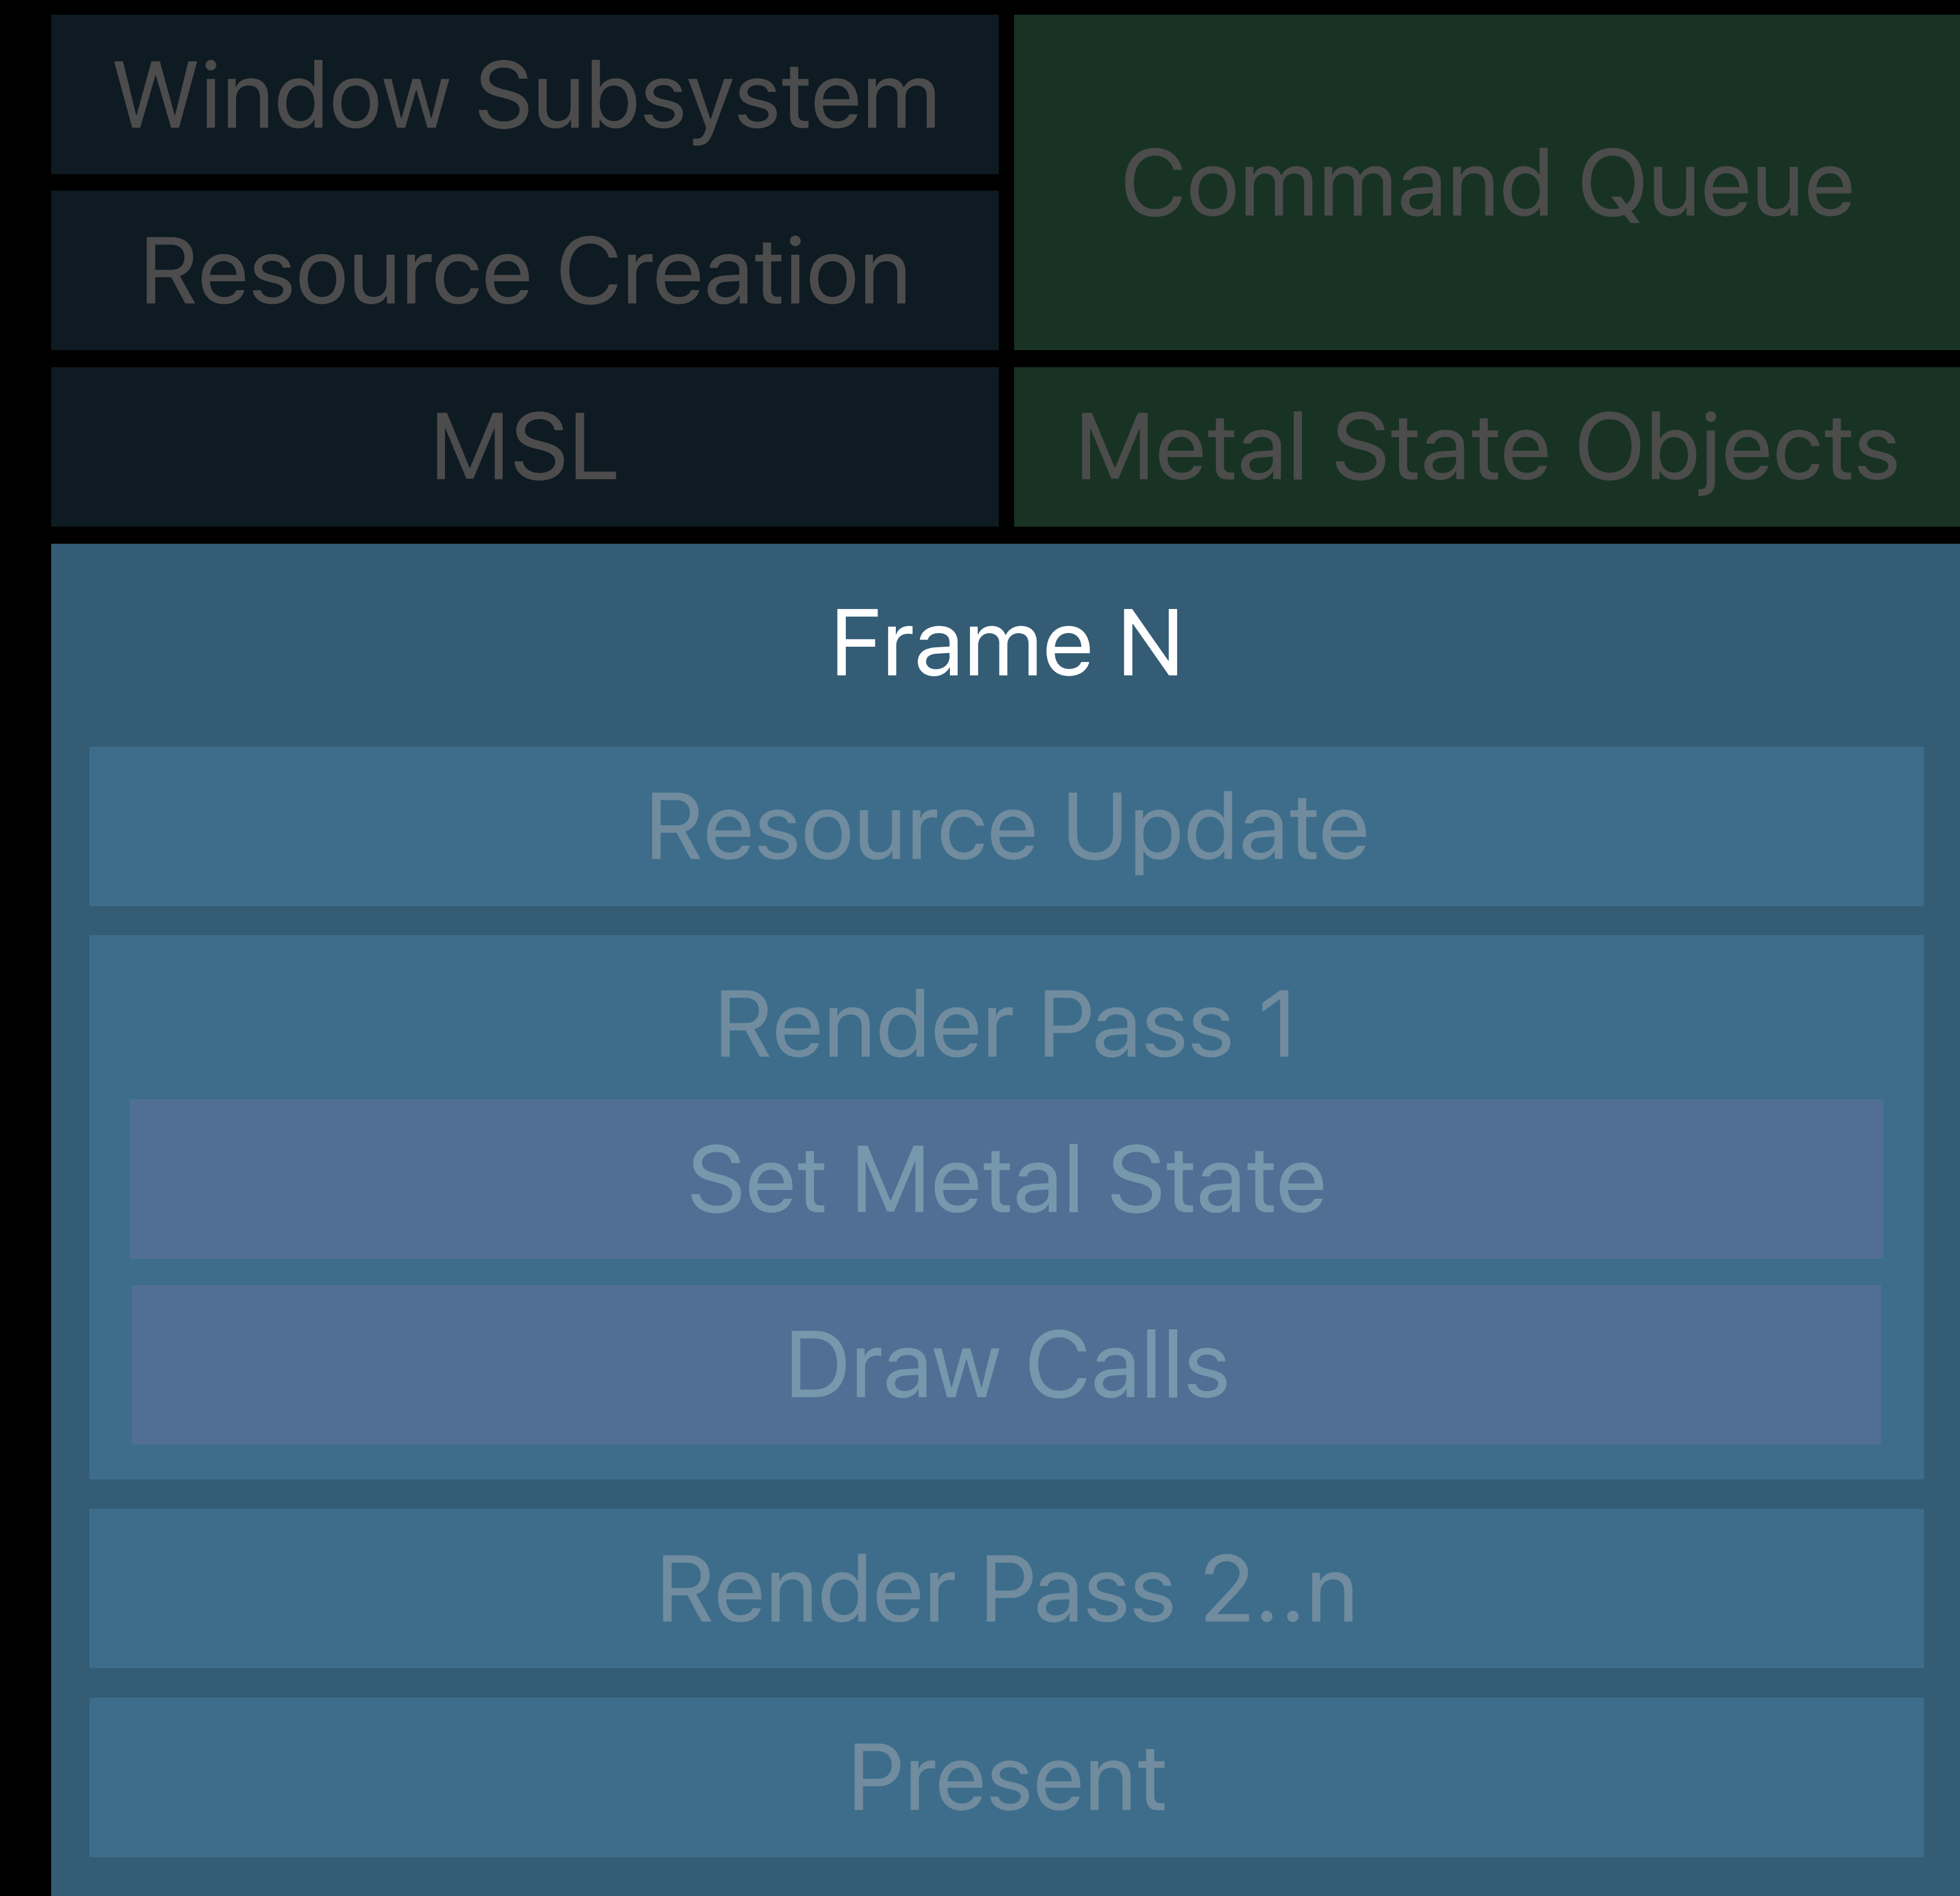 Window Subsystem
Command Queue
Resource Creation
MSL
Metal State Objects
Frame N
Resource Update
Render Pass 1
Set Metal State
Draw Calls
Render Pass 2..n
Present